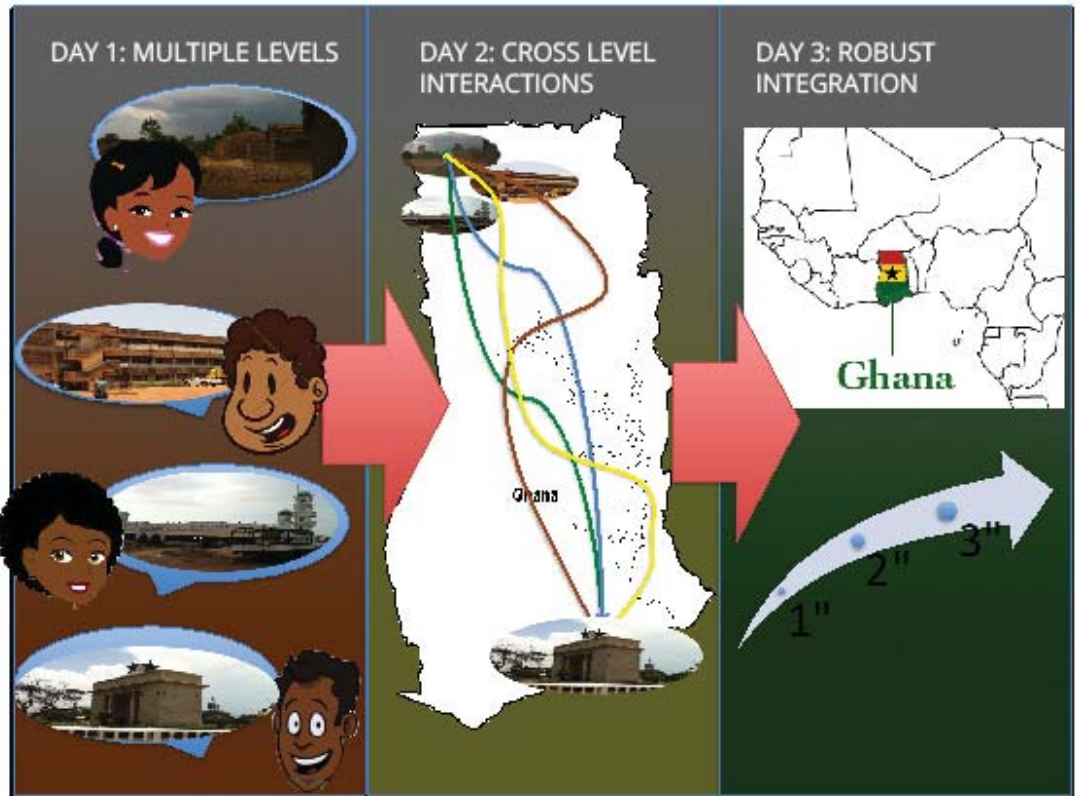 DAY 1: MULTIPLE LEVELS
DAY 2: CROSS LEVEL
INTERACTIONS
DAY 3: ROBUST
INTEGRATION
Ghana
Ghana
1"
2"
3"